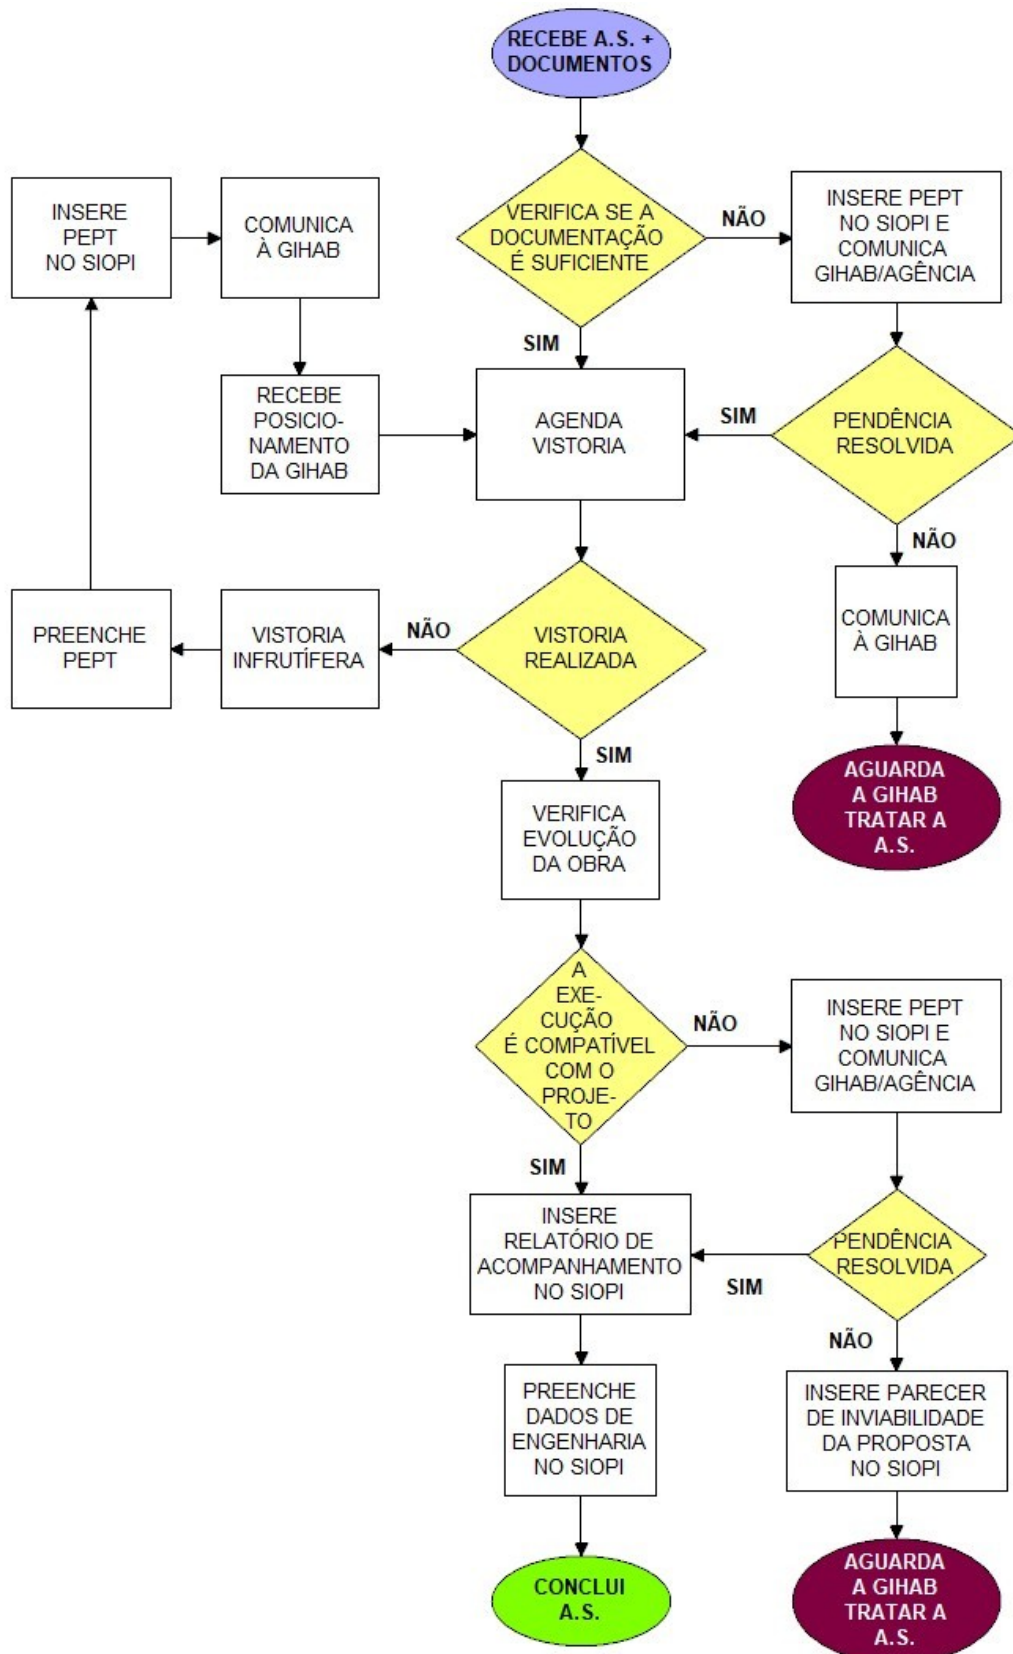 RECEBE A.S. +
DOCUMENTOS
VERIFICA SE A
DOCUMENTAÇÃO
É SUFICIENTE
NÃO
INSERE PEPT
NO SIOPI E
COMUNICA
GIHAB/AGÊNCIA
INSERE
PEPT
NO SIOPI
COMUNICA
À GIHAB
SIM
RECEBE
POSICIO-
NAMENTO
DA GIHAB
AGENDA
VISTORIA
SIM
PENDÊNCIA
RESOLVIDA
NÃO
COMUNICA
À GIHAB
PREENCHE
PEPT
VISTORIA
INFRUTÍFERA
NÃO
VISTORIA
REALIZADA
SIM
AGUARDA
A GIHAB
TRATAR A
A.S.
VERIFICA
EVOLUÇÃO
DA OBRA
A
EXE-
CUÇÃO
É COMPATÍVEL
COM O
PROJE-
TO
NÃO
INSERE PEPT
NO SIOPI E
COMUNICA
GIHAB/AGÊNCIA
SIM
INSERE
RELATÓRIO DE
ACOMPANHAMENTO
NO SIOPI
SIM
PENDÊNCIA
RESOLVIDA
NÃO
PREENCHE
DADOS DE
ENGENHARIA
NO SIOPI
INSERE PARECER
DE INVIABILIDADE
DA PROPOSTA
NO SIOPI
CONCLUI
A.S.
AGUARDA
A GIHAB
TRATAR A
A.S.